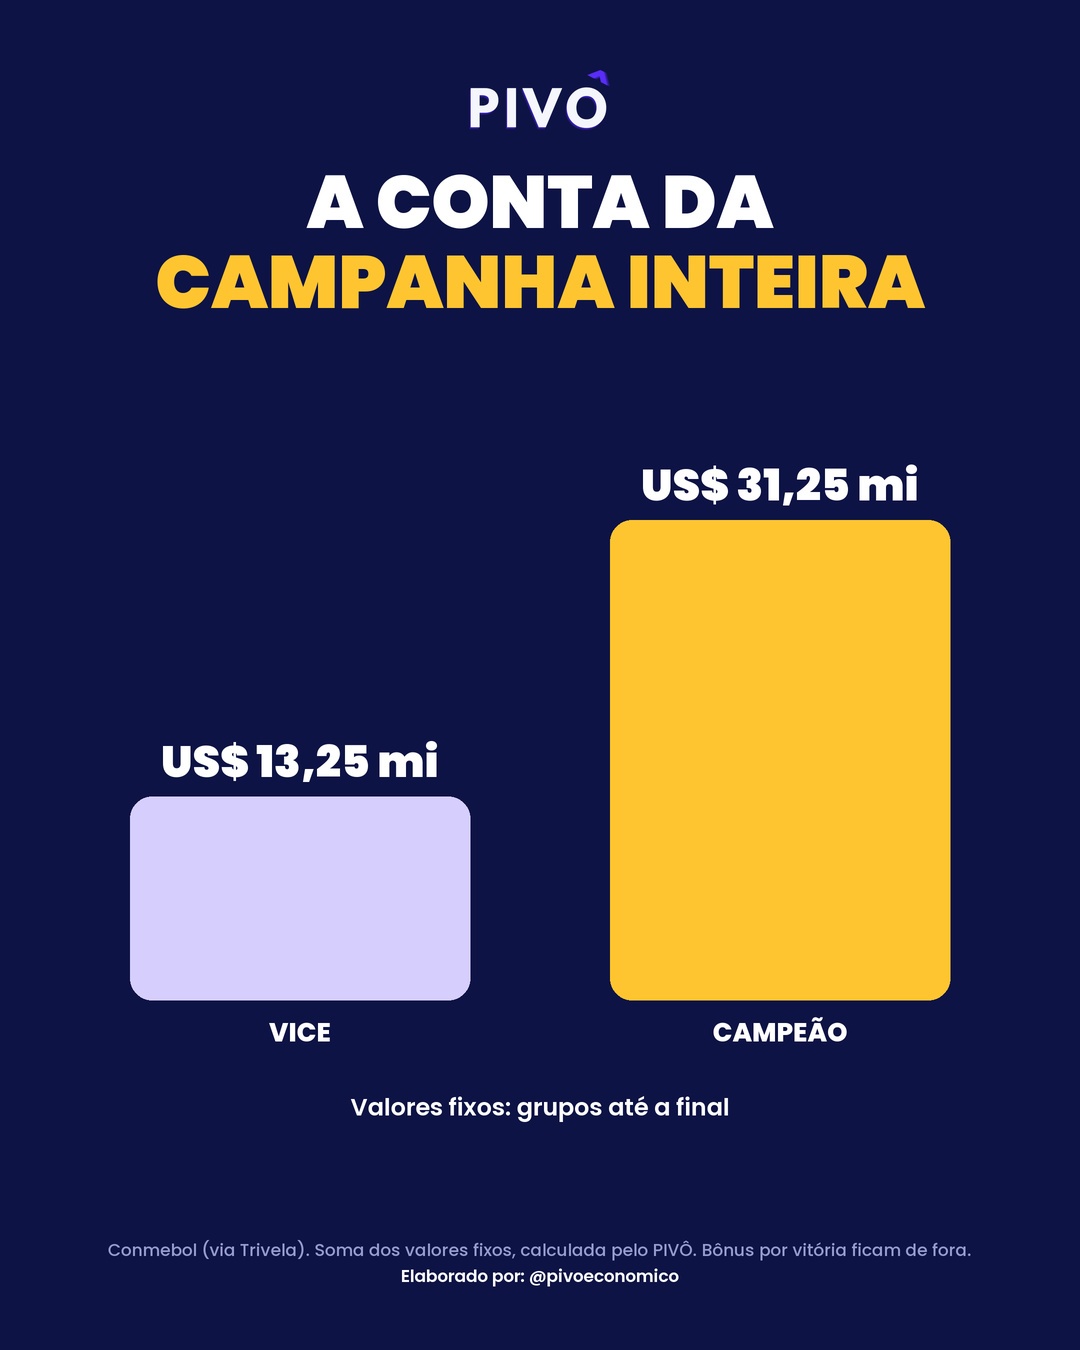 PIVÔ
A CONTA DA
CAMPANHA INTEIRA
US$ 31,25 mi
US$ 13,25 mi
VICE
CAMPEÃO
Valores fixos: grupos até a final
Conmebol (via Trivela). Soma dos valores fixos, calculada pelo PIVÔ. Bônus por vitória ficam de fora.
Elaborado por: @pivoeconomico